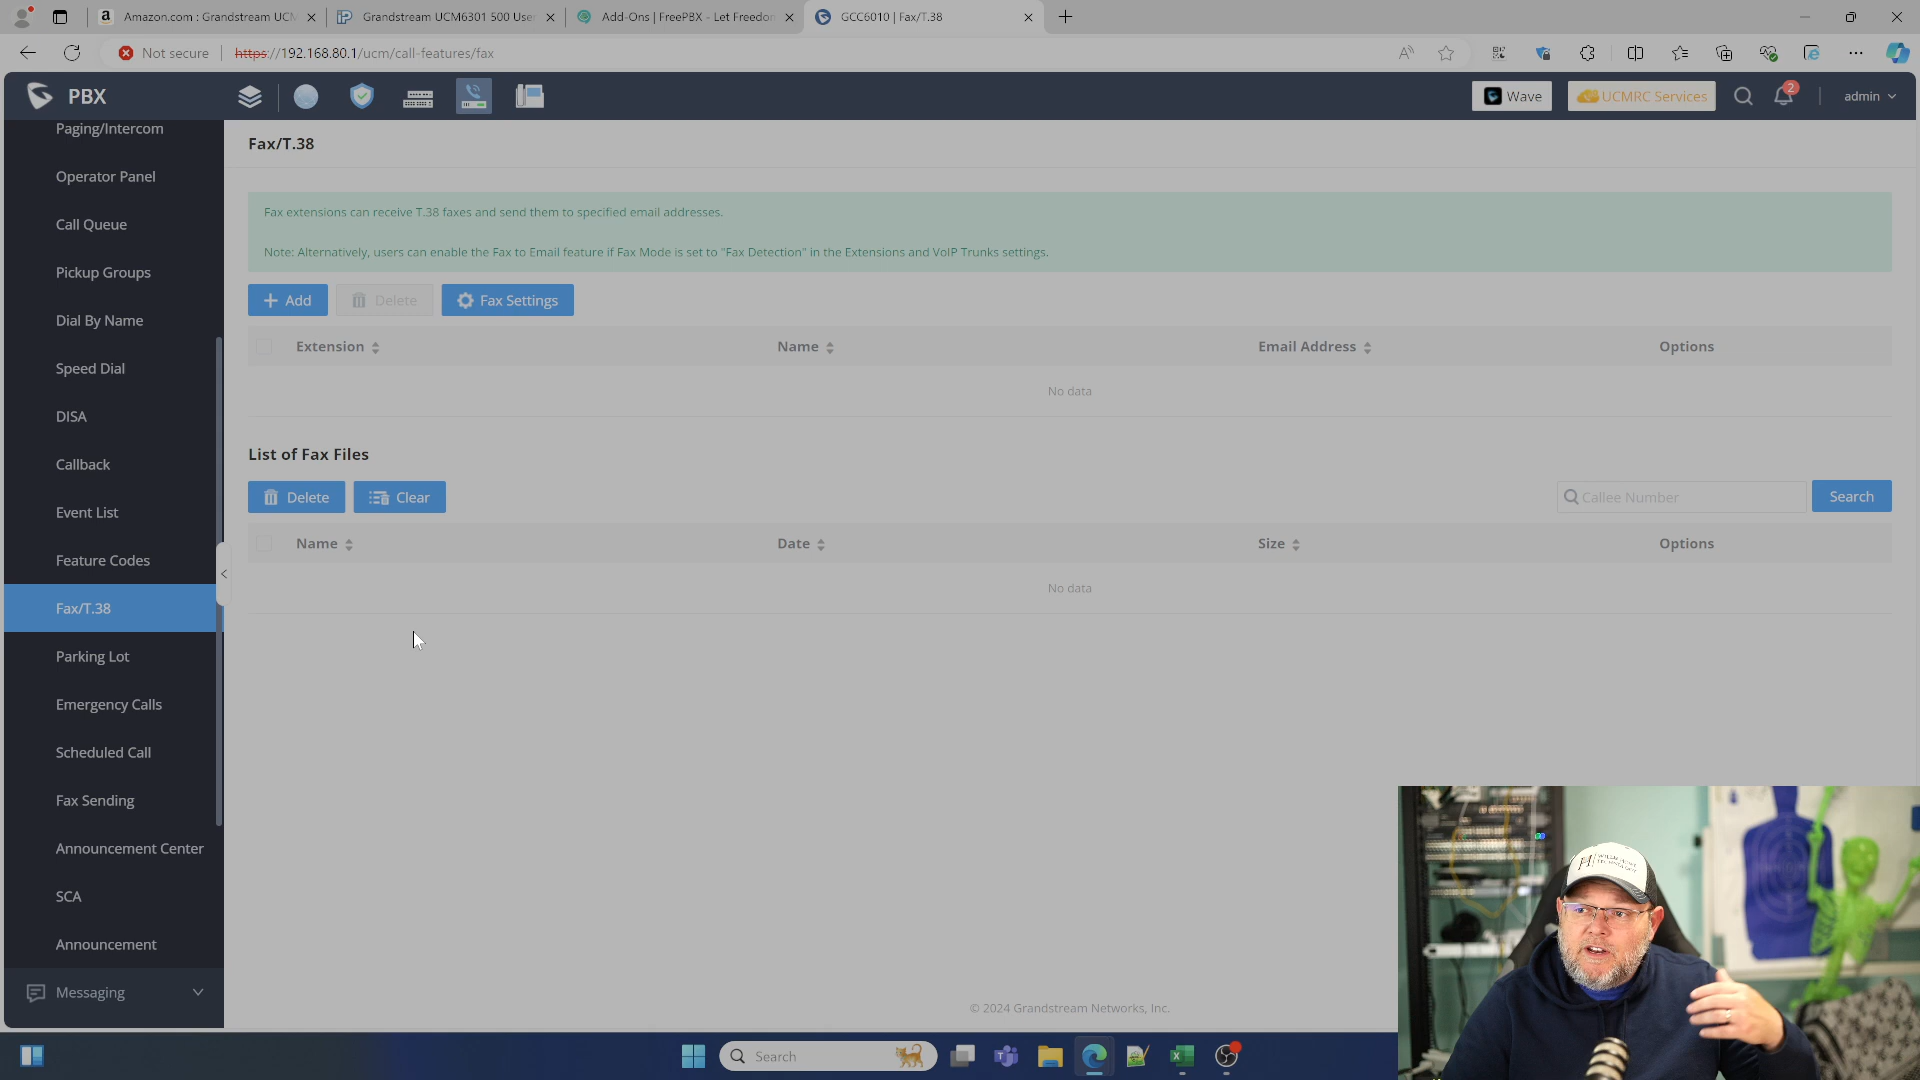 Amazon.com : Grandstream UCM
Grandstream UCM6301 500 User
Add-Ons | FreePBX - Let Freedom
GCC6010 | Fax/T.38
Not secure
https://192.168.80.1/ucm/call-features/fax
PBX
Wave
UCMRC Services
2
admin
Paging/Intercom
Operator Panel
Call Queue
Pickup Groups
Dial By Name
Speed Dial
DISA
Callback
Event List
Feature Codes
Fax/T.38
Parking Lot
Emergency Calls
Scheduled Call
Fax Sending
Announcement Center
SCA
Announcement
Messaging
Fax/T.38
Fax extensions can receive T.38 faxes and send them to specified email addresses.
Note: Alternatively, users can enable the Fax to Email feature if Fax Mode is set to "Fax Detection" in the Extensions and VoIP Trunks settings.
Add
Delete
Fax Settings
Extension
Name
Email Address
Options
No data
List of Fax Files
Delete
Clear
Callee Number
Search
Name
Date
Size
Options
No data
© 2024 Grandstream Networks, Inc.
Search